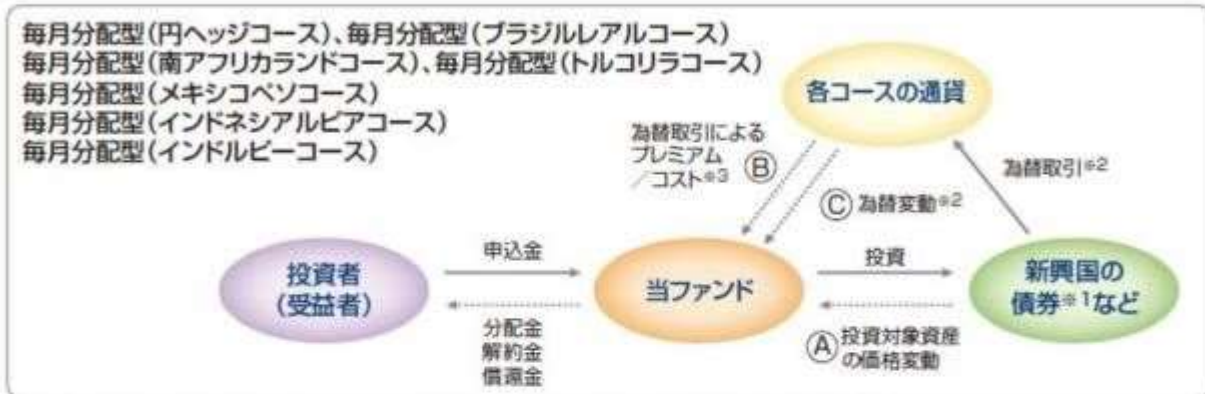 毎月分配型(円ヘッジコース)、毎月分配型(ブラジルレアルコース)
毎月分配型(南アフリカランドコース)、毎月分配型(トルコリラコース)
毎月分配型(メキシコペソコース)
毎月分配型(インドネシアルピアコース)
毎月分配型(インドルピーコース)
各コースの通貨
為替取引による
プレミアム
／コスト※3
Ⓑ
為替取引※2
Ⓒ 為替変動※2
投資者
(受益者)
申込金
分配金
解約金
償還金
当ファンド
投資
Ⓐ 投資対象資産
の価格変動
新興国の
債券※1など